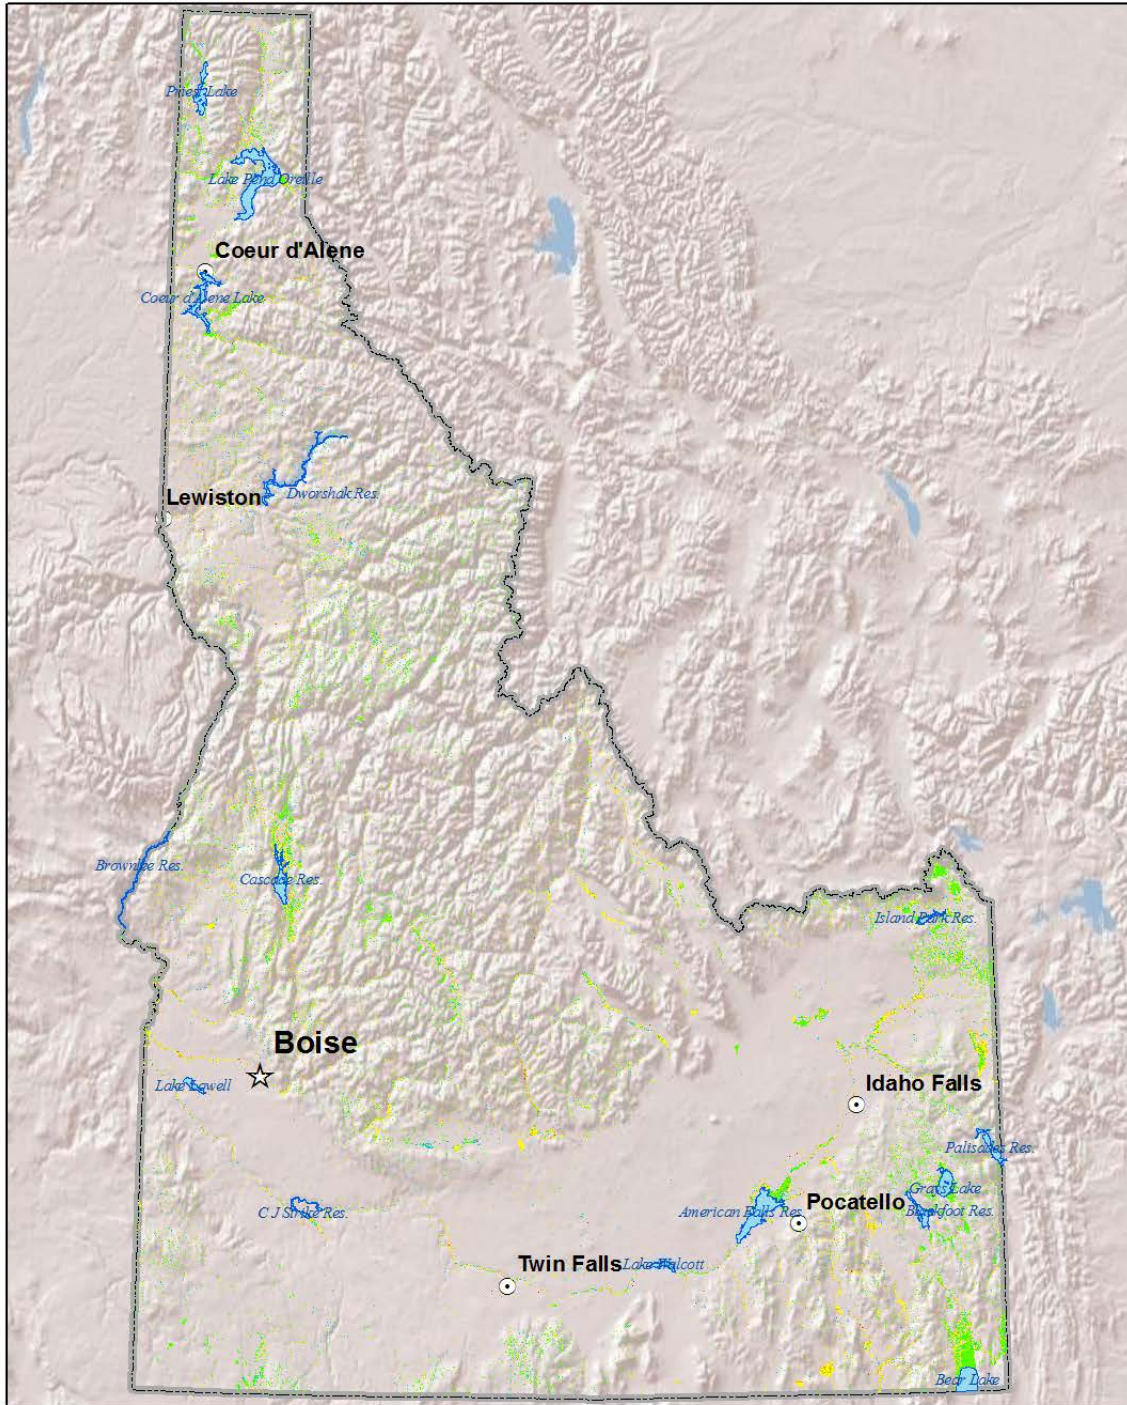 Priest Lake
Lake Pend Oreille
Coeur d'Alene
Coeur d'Alene Lake
Lewiston
Dworshak Res.
Brownlee Res.
Cascade Res.
Island Park Res.
Boise
Lake Lowell
Idaho Falls
Palisades Res.
Grays Lake
Pocatello
Blackfoot Res.
C J Strike Res.
American Falls Res.
Twin Falls
Lake Walcott
Bear Lake